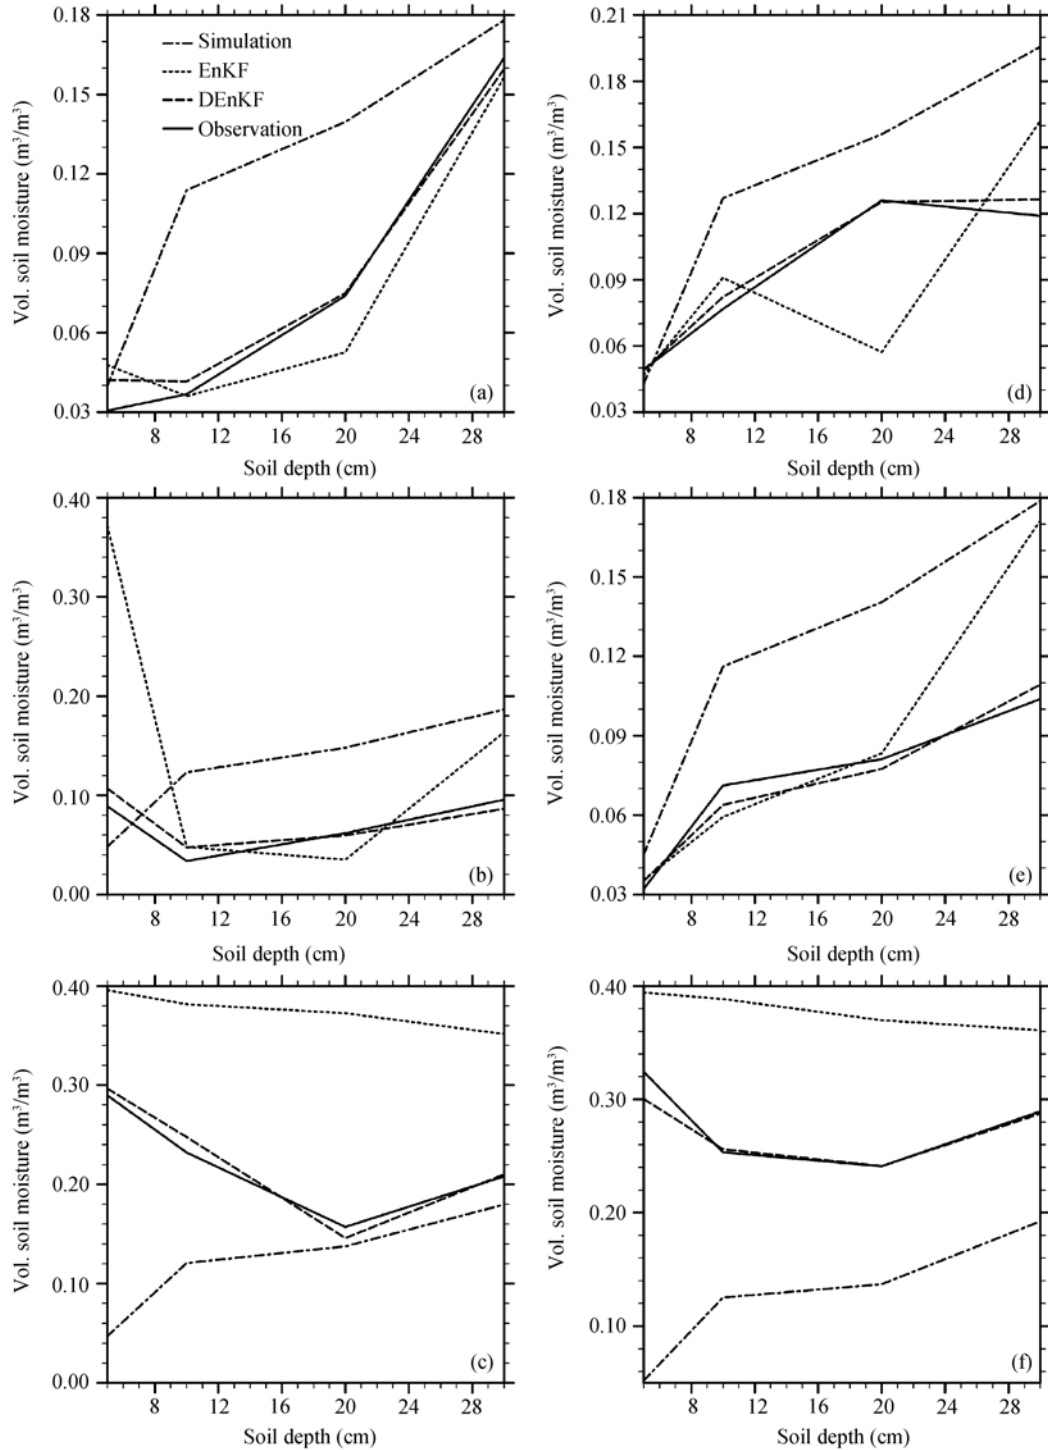 0.18
0.15
0.12
0.09
0.06
0.03
Vol. soil moisture (m³/m³)
Simulation
EnKF
DEnKF
Observation
(a)
8 12 16 20 24 28
Soil depth (cm)
0.21
0.18
0.15
0.12
0.09
0.06
0.03
Vol. soil moisture (m³/m³)
(d)
8 12 16 20 24 28
Soil depth (cm)
0.40
0.30
0.20
0.10
0.00
Vol. soil moisture (m³/m³)
(b)
8 12 16 20 24 28
Soil depth (cm)
0.18
0.15
0.12
0.09
0.06
0.03
Vol. soil moisture (m³/m³)
(e)
8 12 16 20 24 28
Soil depth (cm)
0.40
0.30
0.20
0.10
0.00
Vol. soil moisture (m³/m³)
(c)
8 12 16 20 24 28
Soil depth (cm)
0.40
0.30
0.20
0.10
Vol. soil moisture (m³/m³)
(f)
8 12 16 20 24 28
Soil depth (cm)